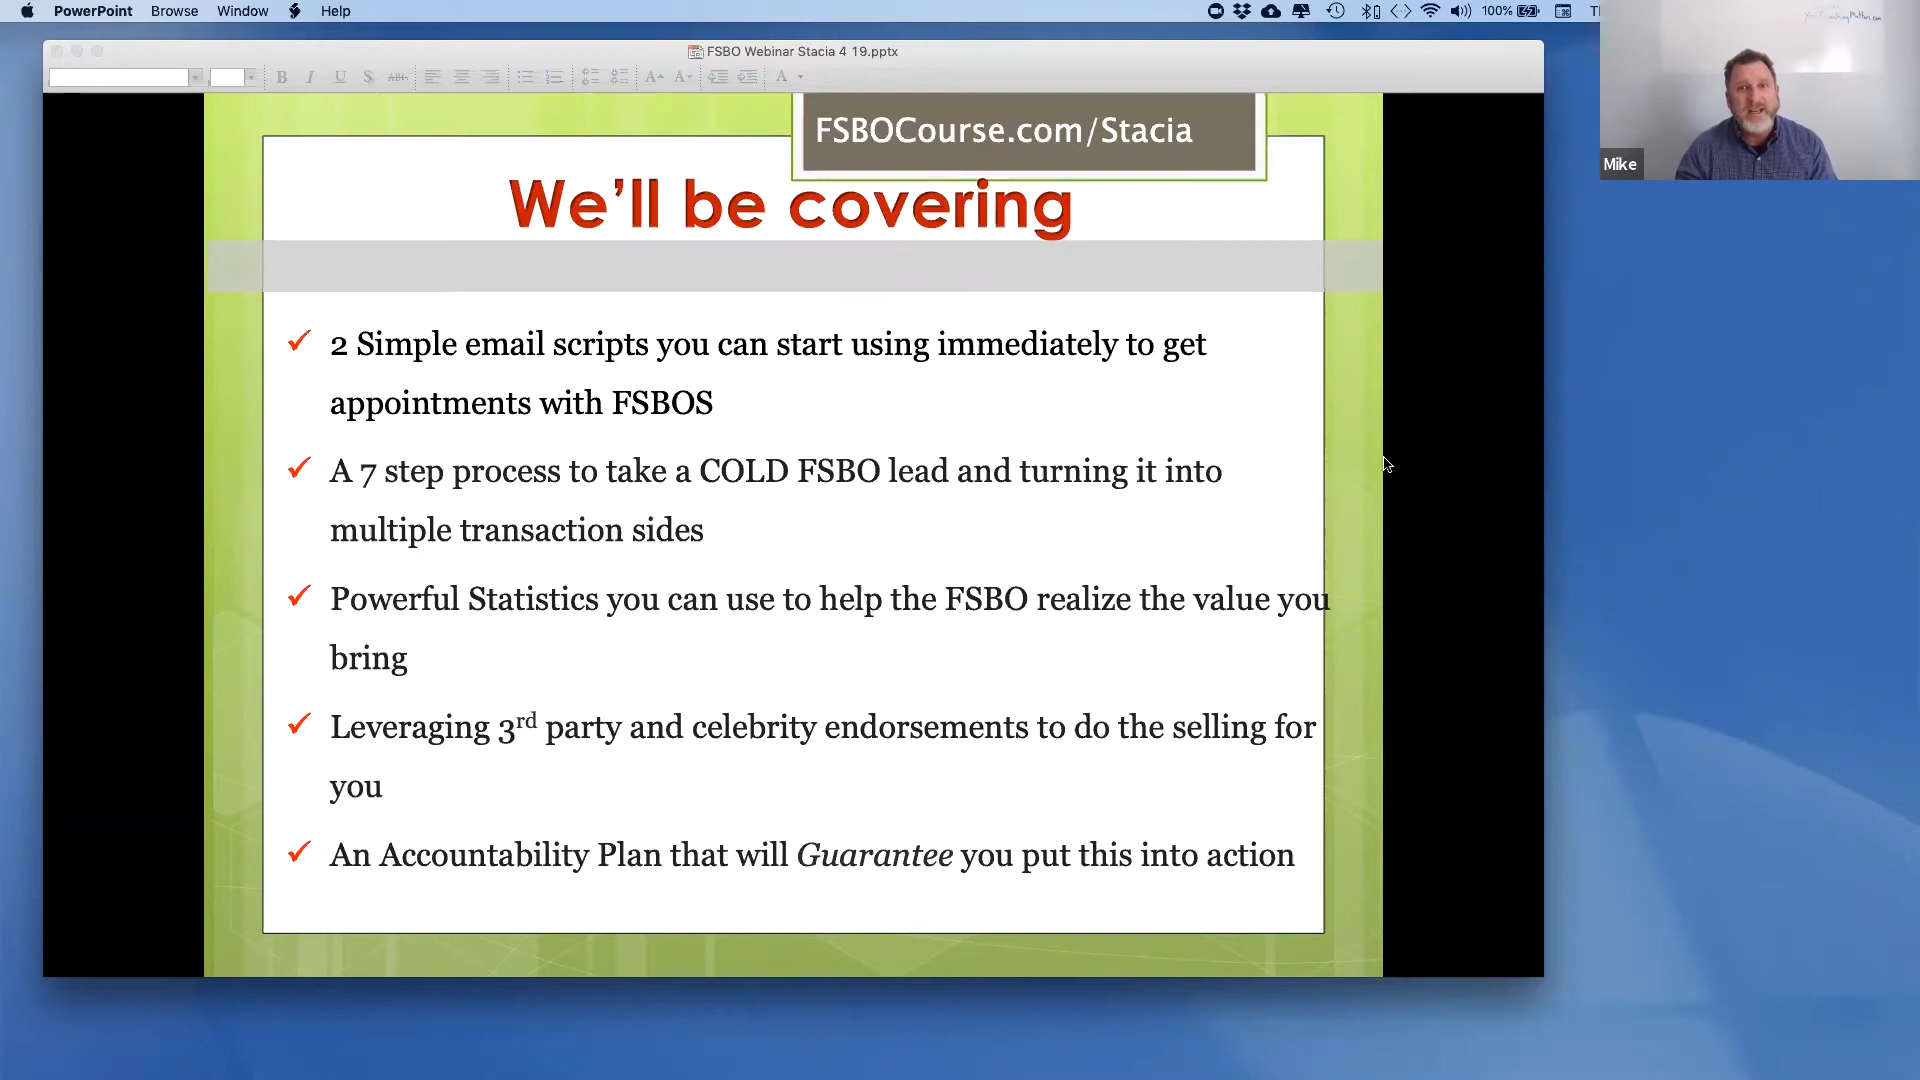 PowerPoint Browse Window Help
100%
FSBO Webinar Stacia 4 19.pptx
B I U S ABC A A A
FSBOCourse.com/Stacia
We'll be covering
✓ 2 Simple email scripts you can start using immediately to get
appointments with FSBOS
✓ A 7 step process to take a COLD FSBO lead and turning it into
multiple transaction sides
✓ Powerful Statistics you can use to help the FSBO realize the value you
bring
✓ Leveraging 3rd party and celebrity endorsements to do the selling for
you
✓ An Accountability Plan that will Guarantee you put this into action
Mike